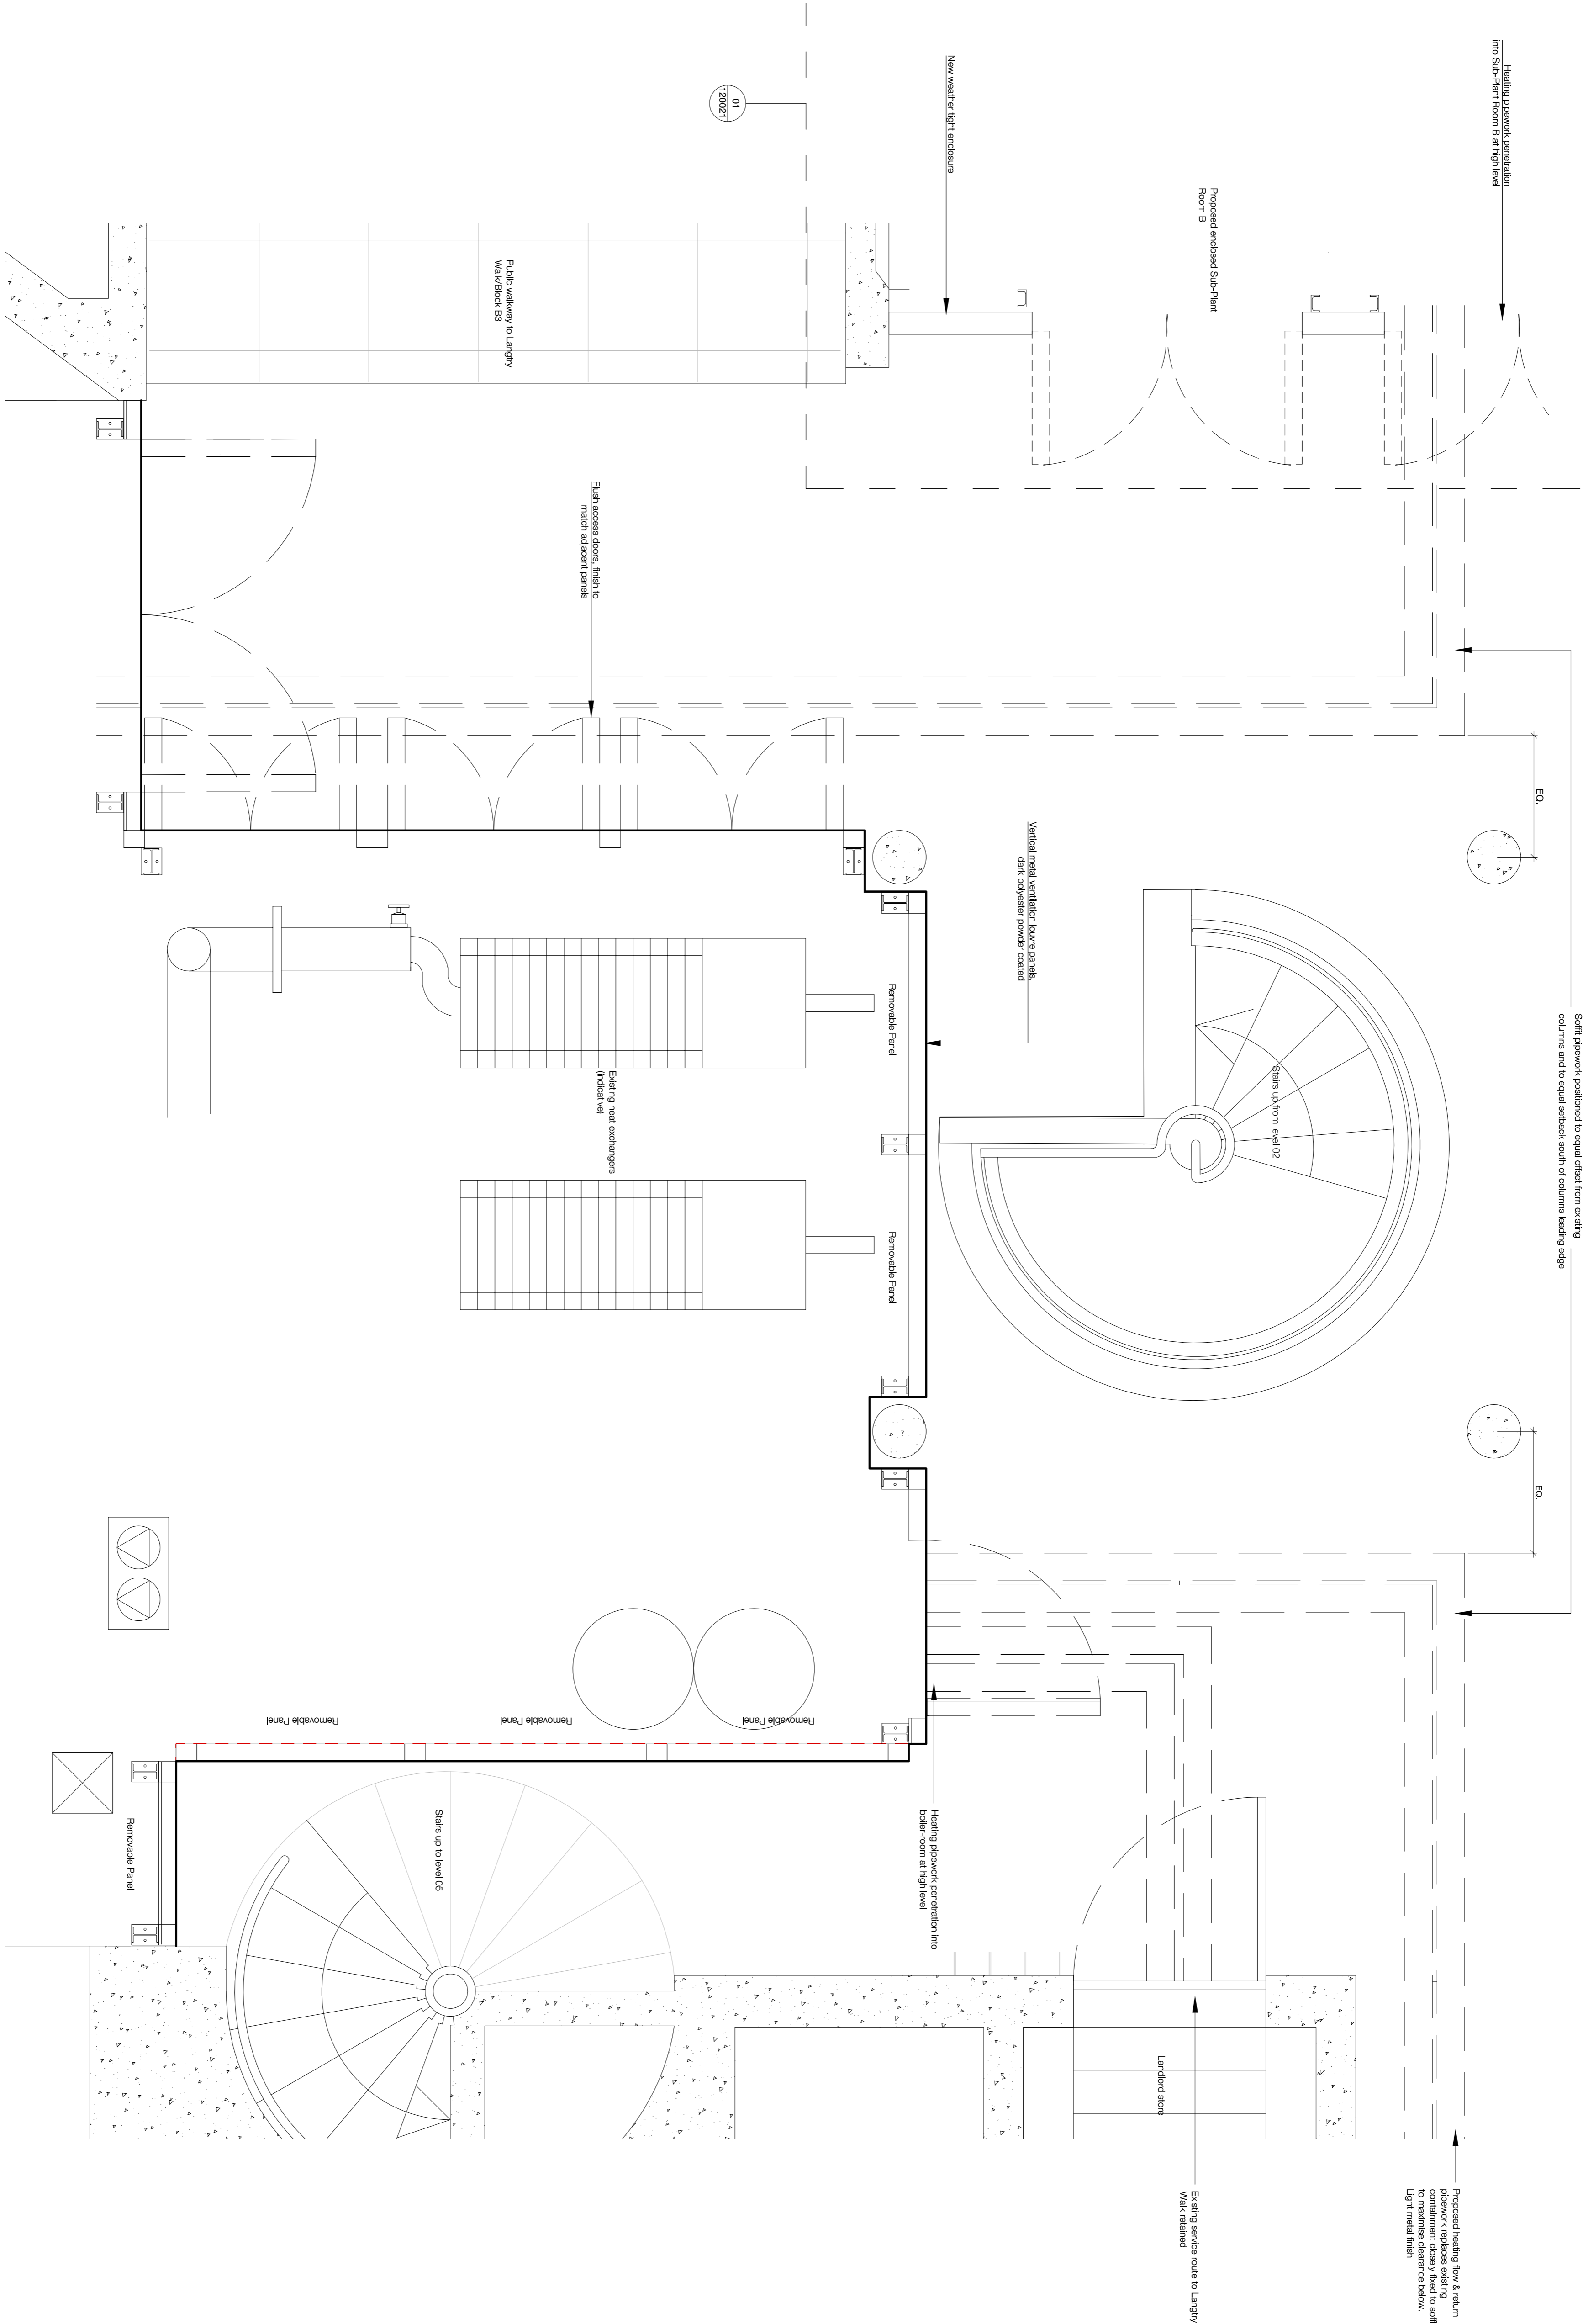 Heating pipework penetration
into Sub-Plant Room B at high level
New weather tight enclosure
01
120021
Proposed enclosed Sub-Plant
Room B
Public walkway to Langtry
Walk/Block B3
Flush access doors, finish to
match adjacent panels
EQ.
Vertical metal ventilation louvre panels,
dark polyester powder coated
Soffit pipework positioned to equal offset from existing
columns and to equal setback south of columns leading edge
Removable Panel
Stairs up from level 02
Existing heat exchangers
(indicative)
Removable Panel
EQ.
Removable Panel
Removable Panel
Removable Panel
Removable Panel
Stairs up to level 05
Heating pipework penetration into
boiler-room at high level
Landlord store
Existing service route to Langtry
Walk retained
Proposed heating flow & return
pipework replaces existing
containment closely fixed to soffi
to maximise clearance below.
Light metal finish